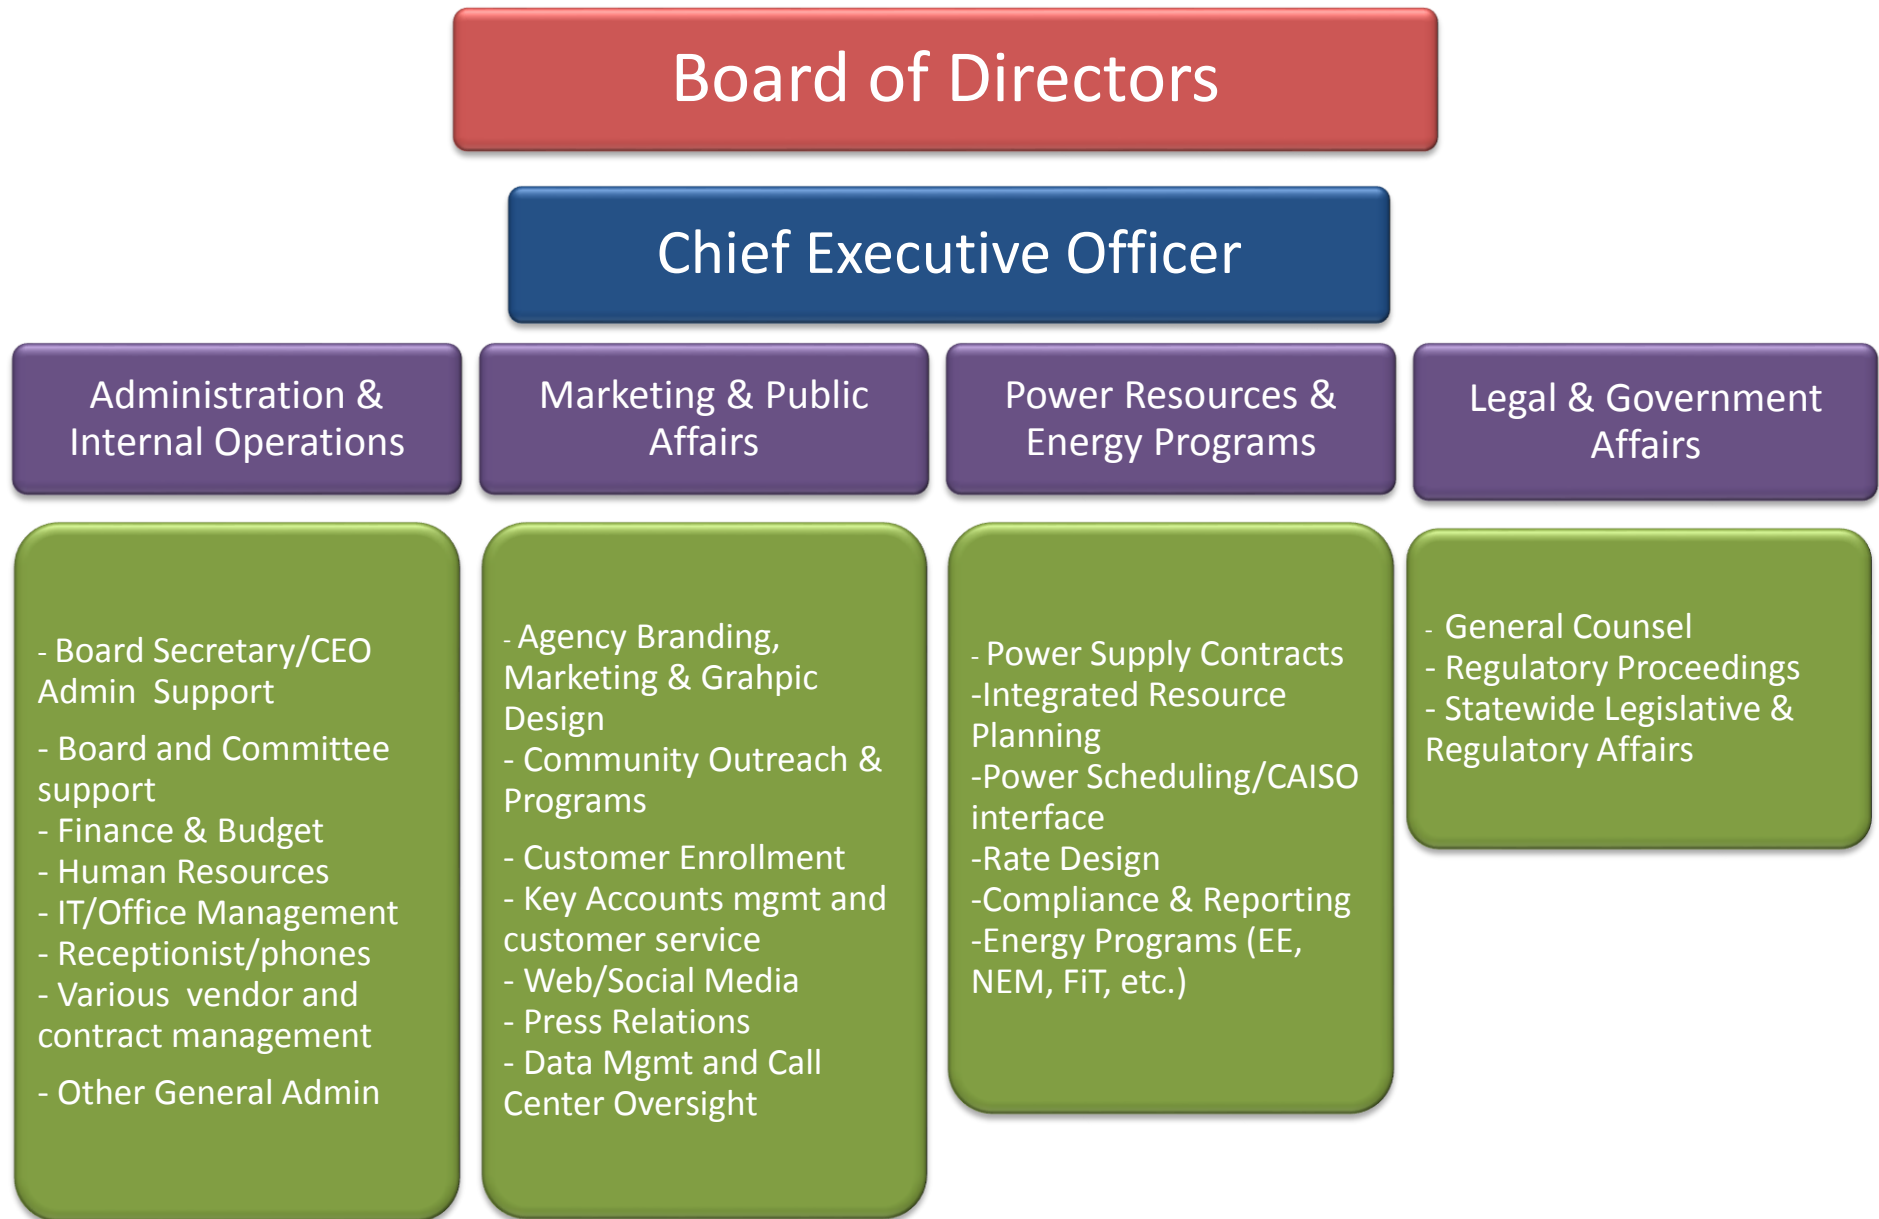 Board of Directors
Chief Executive Officer
Administration &
Internal Operations
Marketing & Public
Affairs
Power Resources &
Energy Programs
Legal & Government
Affairs
- Board Secretary/CEO
Admin  Support
- Board and Committee
support
- Finance & Budget
- Human Resources
- IT/Office Management
- Receptionist/phones
- Various  vendor and
contract management
- Other General Admin
- Agency Branding,
Marketing & Grahpic
Design
- Community Outreach &
Programs
- Customer Enrollment
- Key Accounts mgmt and
customer service
- Web/Social Media
- Press Relations
- Data Mgmt and Call
Center Oversight
- Power Supply Contracts
-Integrated Resource
Planning
-Power Scheduling/CAISO
interface
-Rate Design
-Compliance & Reporting
-Energy Programs (EE,
NEM, FiT, etc.)
- General Counsel
- Regulatory Proceedings
- Statewide Legislative &
Regulatory Affairs